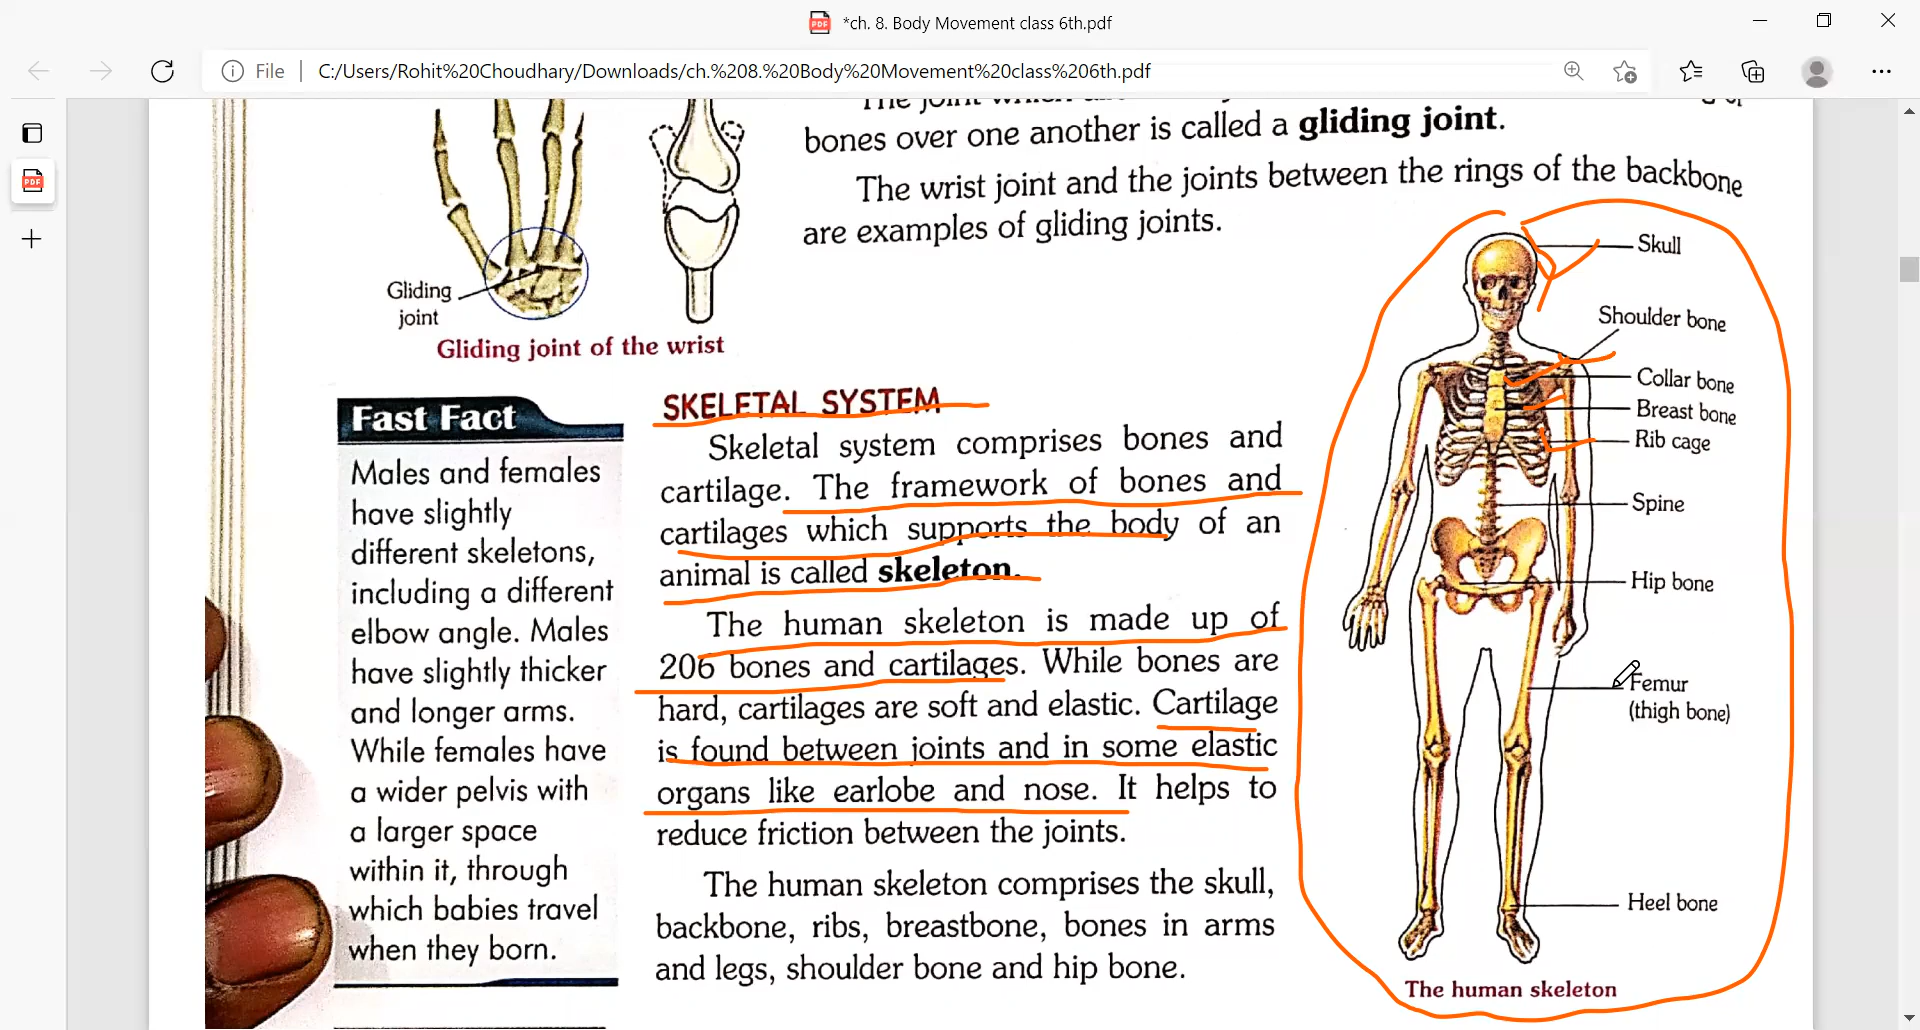 *ch. 8. Body Movement class 6th.pdf
File
C:/Users/Rohit%20Choudhary/Downloads/ch.%208.%20Body%20Movement%20class%206th.pdf
The joint
bones over one another is called a gliding joint.
The wrist joint and the joints between the rings of the backbone
are examples of gliding joints.
Gliding
joint
Gliding joint of the wrist
Fast Fact
Males and females
have slightly
different skeletons,
including a different
elbow angle. Males
have slightly thicker
and longer arms.
While females have
a wider pelvis with
a larger space
within it, through
which babies travel
when they born.
SKELETAL SYSTEM
Skeletal system comprises bones and
cartilage. The framework of bones and
cartilages which supports the body of an
animal is called skeleton.
The human skeleton is made up of
206 bones and cartilages. While bones are
hard, cartilages are soft and elastic. Cartilage
is found between joints and in some elastic
organs like earlobe and nose. It helps to
reduce friction between the joints.
The human skeleton comprises the skull,
backbone, ribs, breastbone, bones in arms
and legs, shoulder bone and hip bone.
Skull
Shoulder bone
Collar bone
Breast bone
Rib cage
Spine
Hip bone
Femur
(thigh bone)
Heel bone
The human skeleton